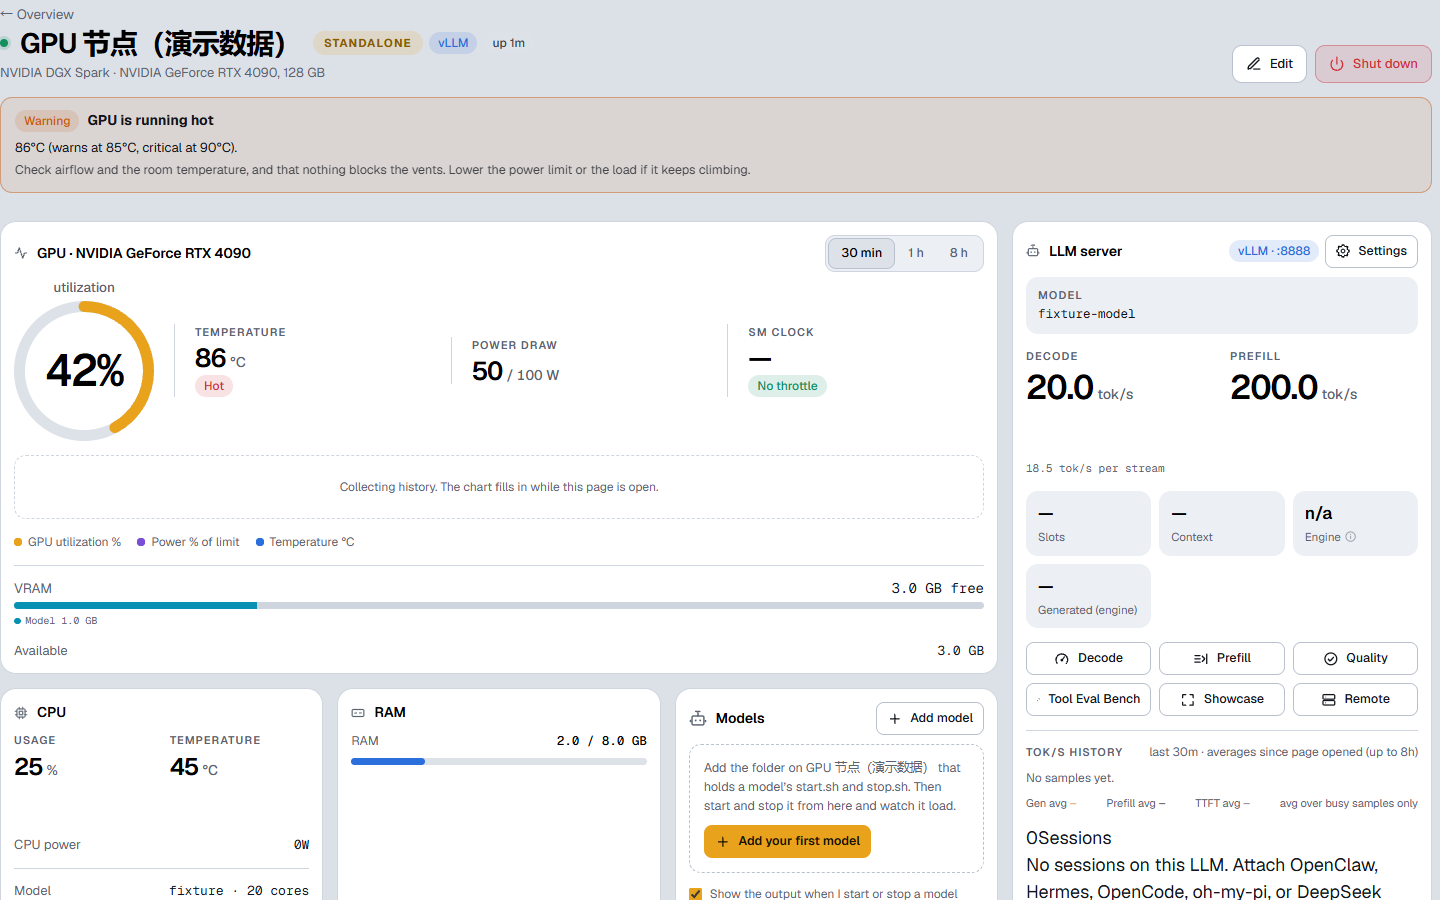 ← Overview
GPU 节点（演示数据）
STANDALONE
vLLM
up 1m
NVIDIA DGX Spark · NVIDIA GeForce RTX 4090, 128 GB
Edit
Shut down
Warning
GPU is running hot
86°C (warns at 85°C, critical at 90°C).
Check airflow and the room temperature, and that nothing blocks the vents. Lower the power limit or the load if it keeps climbing.
GPU · NVIDIA GeForce RTX 4090
30 min
1 h
8 h
utilization
42%
TEMPERATURE
86 °C
Hot
POWER DRAW
50 / 100 W
SM CLOCK
—
No throttle
Collecting history. The chart fills in while this page is open.
GPU utilization %
Power % of limit
Temperature °C
VRAM
3.0 GB free
Model 1.0 GB
Available
3.0 GB
CPU
USAGE
25 %
TEMPERATURE
45 °C
CPU power
0W
Model
fixture · 20 cores
RAM
RAM
2.0 / 8.0 GB
Models
Add model
Add the folder on GPU 节点（演示数据） that
holds a model's start.sh and stop.sh. Then
start and stop it from here and watch it load.
Add your first model
Show the output when I start or stop a model
LLM server
vLLM · :8888
Settings
MODEL
fixture-model
DECODE
20.0 tok/s
PREFILL
200.0 tok/s
18.5 tok/s per stream
—
Slots
—
Context
n/a
Engine
—
Generated (engine)
Decode
Prefill
Quality
Tool Eval Bench
Showcase
Remote
TOK/S HISTORY
last 30m · averages since page opened (up to 8h)
No samples yet.
Gen avg —
Prefill avg —
TTFT avg —
avg over busy samples only
0Sessions
No sessions on this LLM. Attach OpenClaw,
Hermes, OpenCode, oh-my-pi, or DeepSeek